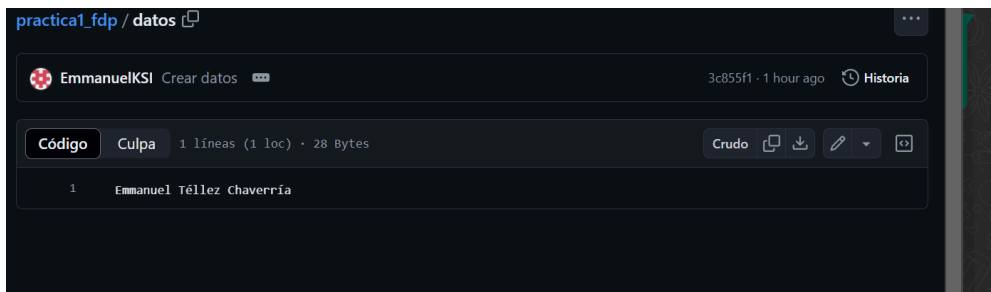 practica1_fdp / datos
EmmanuelKSI Crear datos
3c855f1 · 1 hour ago Historia
Código Culpa 1 líneas (1 loc) · 28 Bytes Crudo
1 Emmanuel Téllez Chaverría